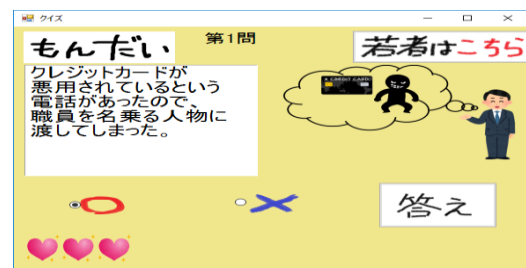 クイズ
もんだい
第1問
若者はこちら
クレジットカードが
悪用されているという
電話があったので、
職員を名乗る人物に
渡してしまった。
CREDIT CARD
答え